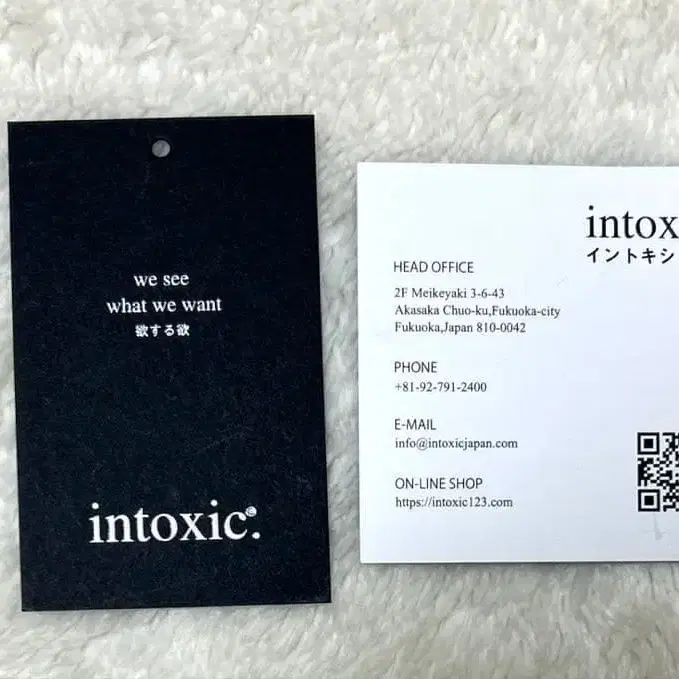 we see
what we want
欲する欲
intoxic.
intox
イントキシ
HEAD OFFICE
2F Meikeyaki 3-6-43
Akasaka Chuo-ku,Fukuoka-city
Fukuoka,Japan 810-0042
PHONE
+81-92-791-2400
E-MAIL
info@intoxicjapan.com
ON-LINE SHOP
https://intoxic123.com